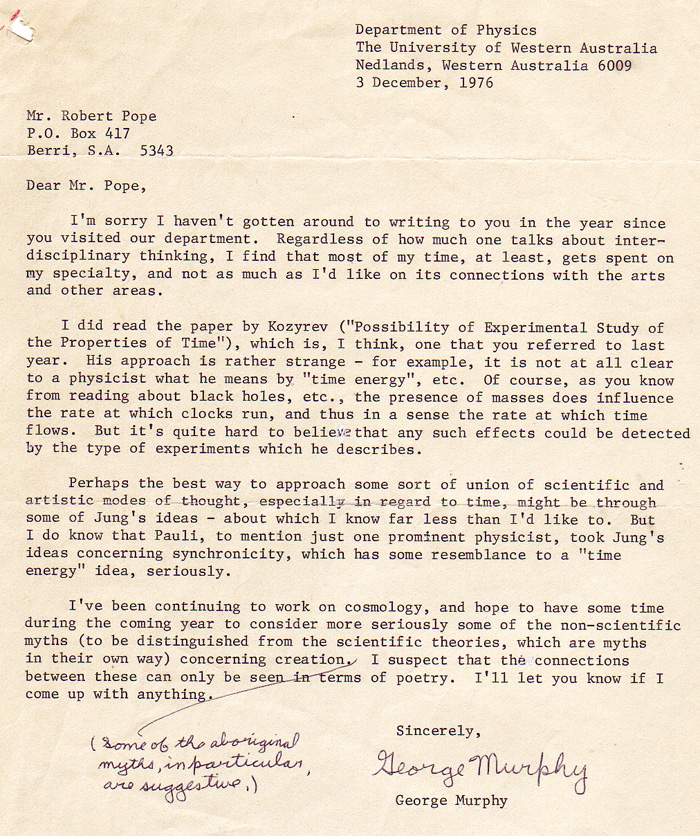 Department of Physics
The University of Western Australia
Nedlands, Western Australia 6009
3 December, 1976
Mr. Robert Pope
P.O. Box 417
Berri, S.A. 5343
Dear Mr. Pope,
I'm sorry I haven't gotten around to writing to you in the year since
you visited our department. Regardless of how much one talks about inter-
disciplinary thinking, I find that most of my time, at least, gets spent on
my specialty, and not as much as I'd like on its connections with the arts
and other areas.
I did read the paper by Kozyrev ("Possibility of Experimental Study of
the Properties of Time"), which is, I think, one that you referred to last
year. His approach is rather strange - for example, it is not at all clear
to a physicist what he means by "time energy", etc. Of course, as you know
from reading about black holes, etc., the presence of masses does influence
the rate at which clocks run, and thus in a sense the rate at which time
flows. But it's quite hard to believe that any such effects could be detected
by the type of experiments which he describes.
Perhaps the best way to approach some sort of union of scientific and
artistic modes of thought, especially in regard to time, might be through
some of Jung's ideas - about which I know far less than I'd like to. But
I do know that Pauli, to mention just one prominent physicist, took Jung's
ideas concerning synchronicity, which has some resemblance to a "time
energy" idea, seriously.
I've been continuing to work on cosmology, and hope to have some time
during the coming year to consider more seriously some of the non-scientific
myths (to be distinguished from the scientific theories, which are myths
in their own way) concerning creation. I suspect that the connections
between these can only be seen in terms of poetry. I'll let you know if I
come up with anything.
(Some of the aboriginal
myths, in particular,
are suggestive.)
Sincerely,
George Murphy
George Murphy